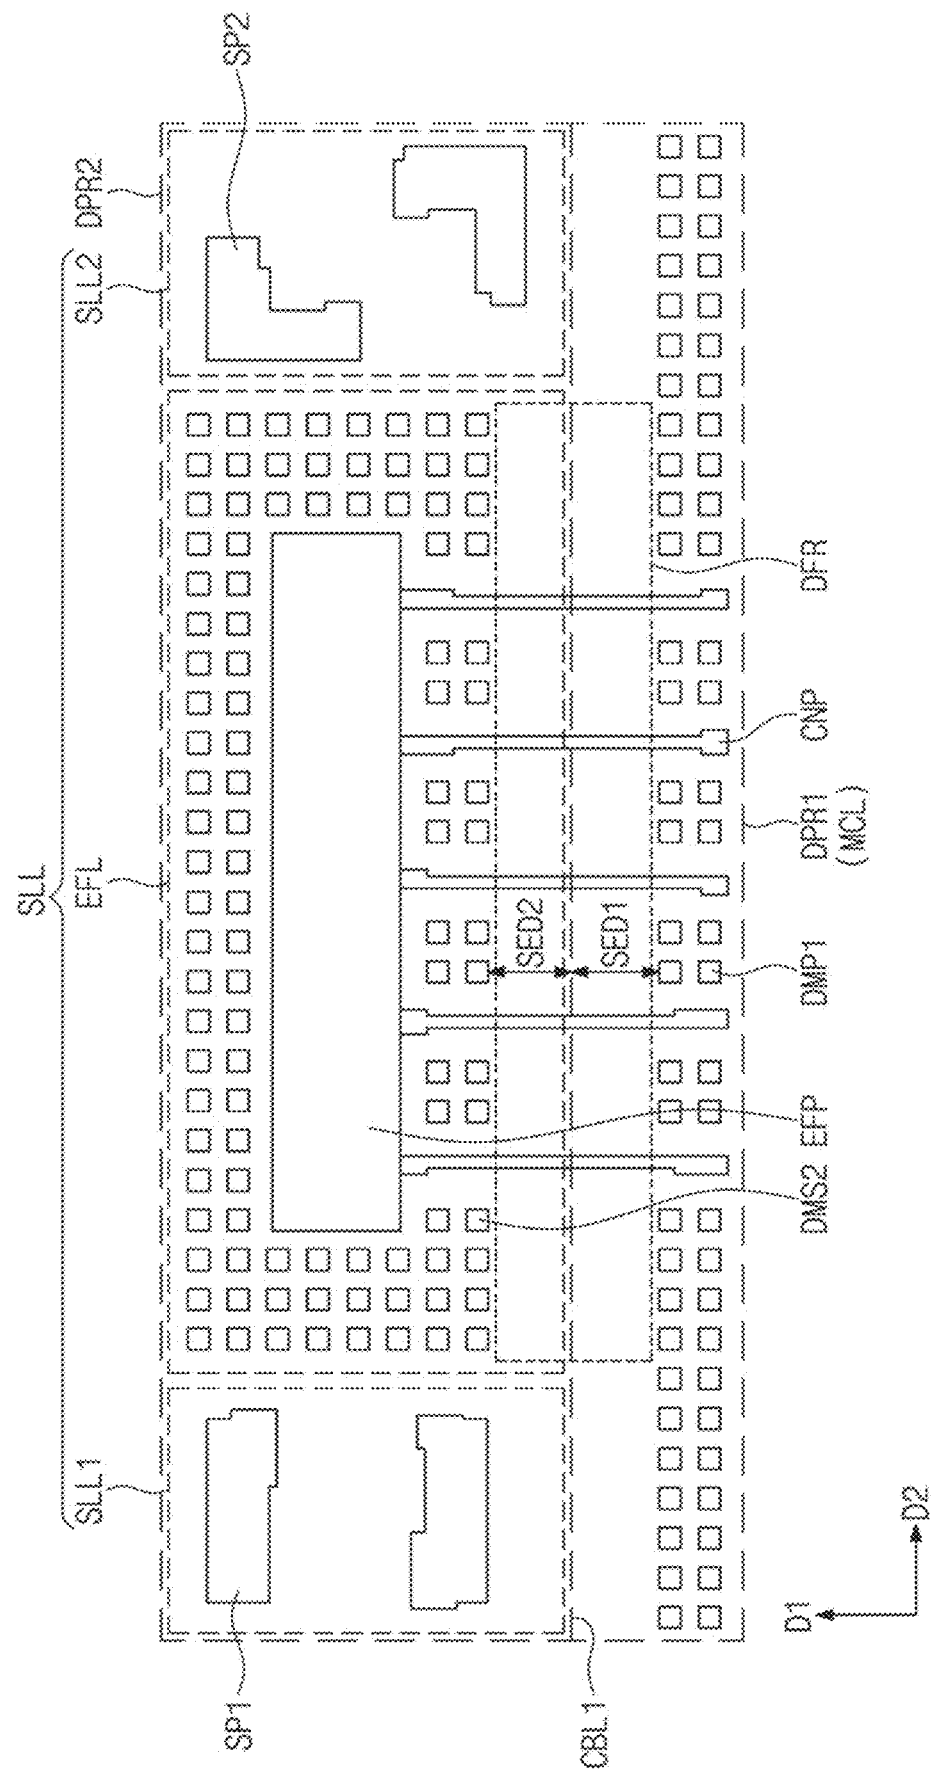 SLL
SLL1
EFL
SLL2
DPR2
SP1
SP2
CBL1
SED2
SED1
DMS2
EFP
DMP1
DPR1
(MCL)
CNP
DFR
D1
D2